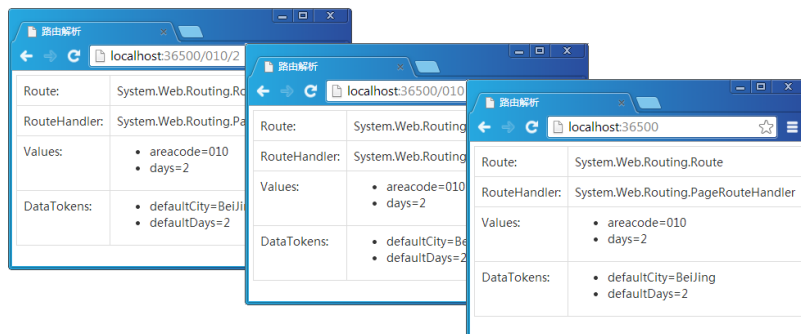 路由解析
localhost:36500/010/2
Route: System.Web.Routing.Ro
RouteHandler: System.Web.Routing.Pa
Values:
areacode=010
days=2
DataTokens:
defaultCity=BeiJin
defaultDays=2
路由解析
localhost:36500/010
Route: System.Web.Routing.
RouteHandler: System.Web.Routing.
Values:
areacode=010
days=2
DataTokens:
defaultCity=Be
defaultDays=2
路由解析
localhost:36500
Route: System.Web.Routing.Route
RouteHandler: System.Web.Routing.PageRouteHandler
Values:
areacode=010
days=2
DataTokens:
defaultCity=BeiJing
defaultDays=2